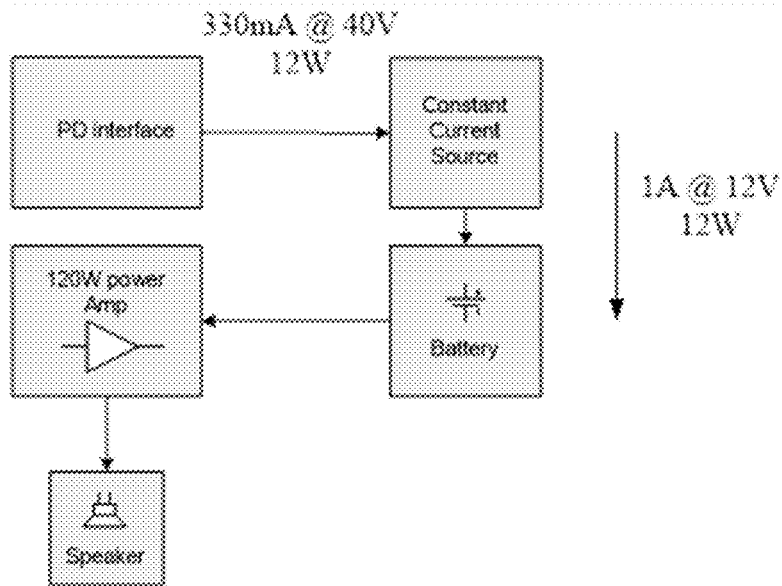 330mA @ 40V
12W
PD interface
Constant
Current
Source
1A @ 12V
12W
120W power
Amp
Battery
Speaker